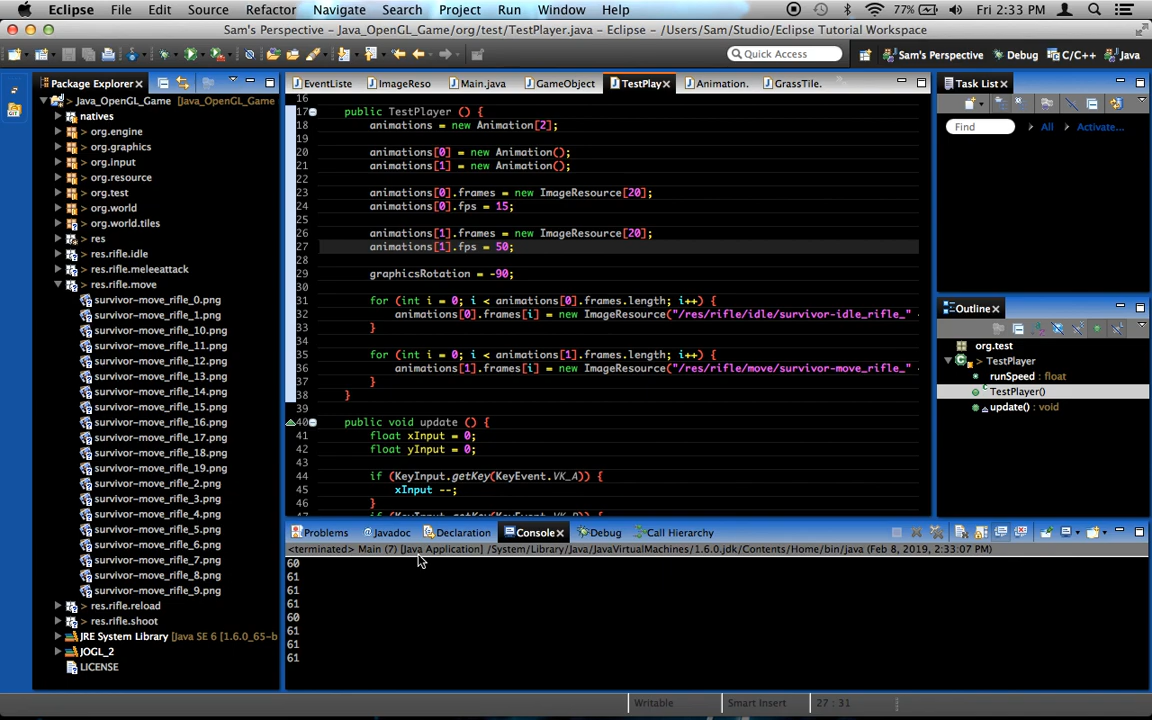 Eclipse File Edit Source Refactor Navigate Search Project Run Window Help 77% Fri 2:33 PM
Sam's Perspective - Java_OpenGL_Game/org/test/TestPlayer.java - Eclipse - /Users/Sam/Studio/Eclipse Tutorial Workspace
Quick Access Sam's Perspective Debug C/C++ Java
Package Explorer
Java_OpenGL_Game (Java_OpenGL_Game
natives
> org.engine
> org.graphics
> org.input
> org.resource
> org.test
> org.world
> org.world.tiles
> res
> res.rifle.idle
> res.rifle.meleeattack
> res.rifle.move
survivor-move_rifle_0.png
survivor-move_rifle_1.png
survivor-move_rifle_10.png
survivor-move_rifle_11.png
survivor-move_rifle_12.png
survivor-move_rifle_13.png
survivor-move_rifle_14.png
survivor-move_rifle_15.png
survivor-move_rifle_16.png
survivor-move_rifle_17.png
survivor-move_rifle_18.png
survivor-move_rifle_19.png
survivor-move_rifle_2.png
survivor-move_rifle_3.png
survivor-move_rifle_4.png
survivor-move_rifle_5.png
survivor-move_rifle_6.png
survivor-move_rifle_7.png
survivor-move_rifle_8.png
survivor-move_rifle_9.png
> res.rifle.reload
> res.rifle.shoot
JRE System Library [Java SE 6 [1.6.0_65-b
JOGL_2
LICENSE
EventListe ImageReso Main.java GameObject TestPlay Animation. GrassTile.
16
17 public TestPlayer () {
18 animations = new Animation[2];
19
20 animations[0] = new Animation();
21 animations[1] = new Animation();
22
23 animations[0].frames = new ImageResource[20];
24 animations[0].fps = 15;
25
26 animations[1].frames = new ImageResource[20];
27 animations[1].fps = 50;
28
29 graphicsRotation = -90;
30
31 for (int i = 0; i < animations[0].frames.length; i++) {
32 animations[0].frames[i] = new ImageResource("/res/rifle/idle/survivor-idle_rifle_" +
33 }
34
35 for (int i = 0; i < animations[1].frames.length; i++) {
36 animations[1].frames[i] = new ImageResource("/res/rifle/move/survivor-move_rifle_" +
37 }
38 }
39
40 public void update () {
41 float xInput = 0;
42 float yInput = 0;
43
44 if (KeyInput.getKey(KeyEvent.VK_A)) {
45 xInput --;
46 }
Task List
Find All Activate...
Outline
org.test
> TestPlayer
runSpeed : float
TestPlayer()
update() : void
Problems @ Javadoc Declaration Console Debug Call Hierarchy
<terminated> Main (7) [Java Application] /System/Library/Java/JavaVirtualMachines/1.6.0.jdk/Contents/Home/bin/java (Feb 8, 2019, 2:33:07 PM)
60
61
61
61
60
61
61
61
Writable Smart Insert 27 : 31